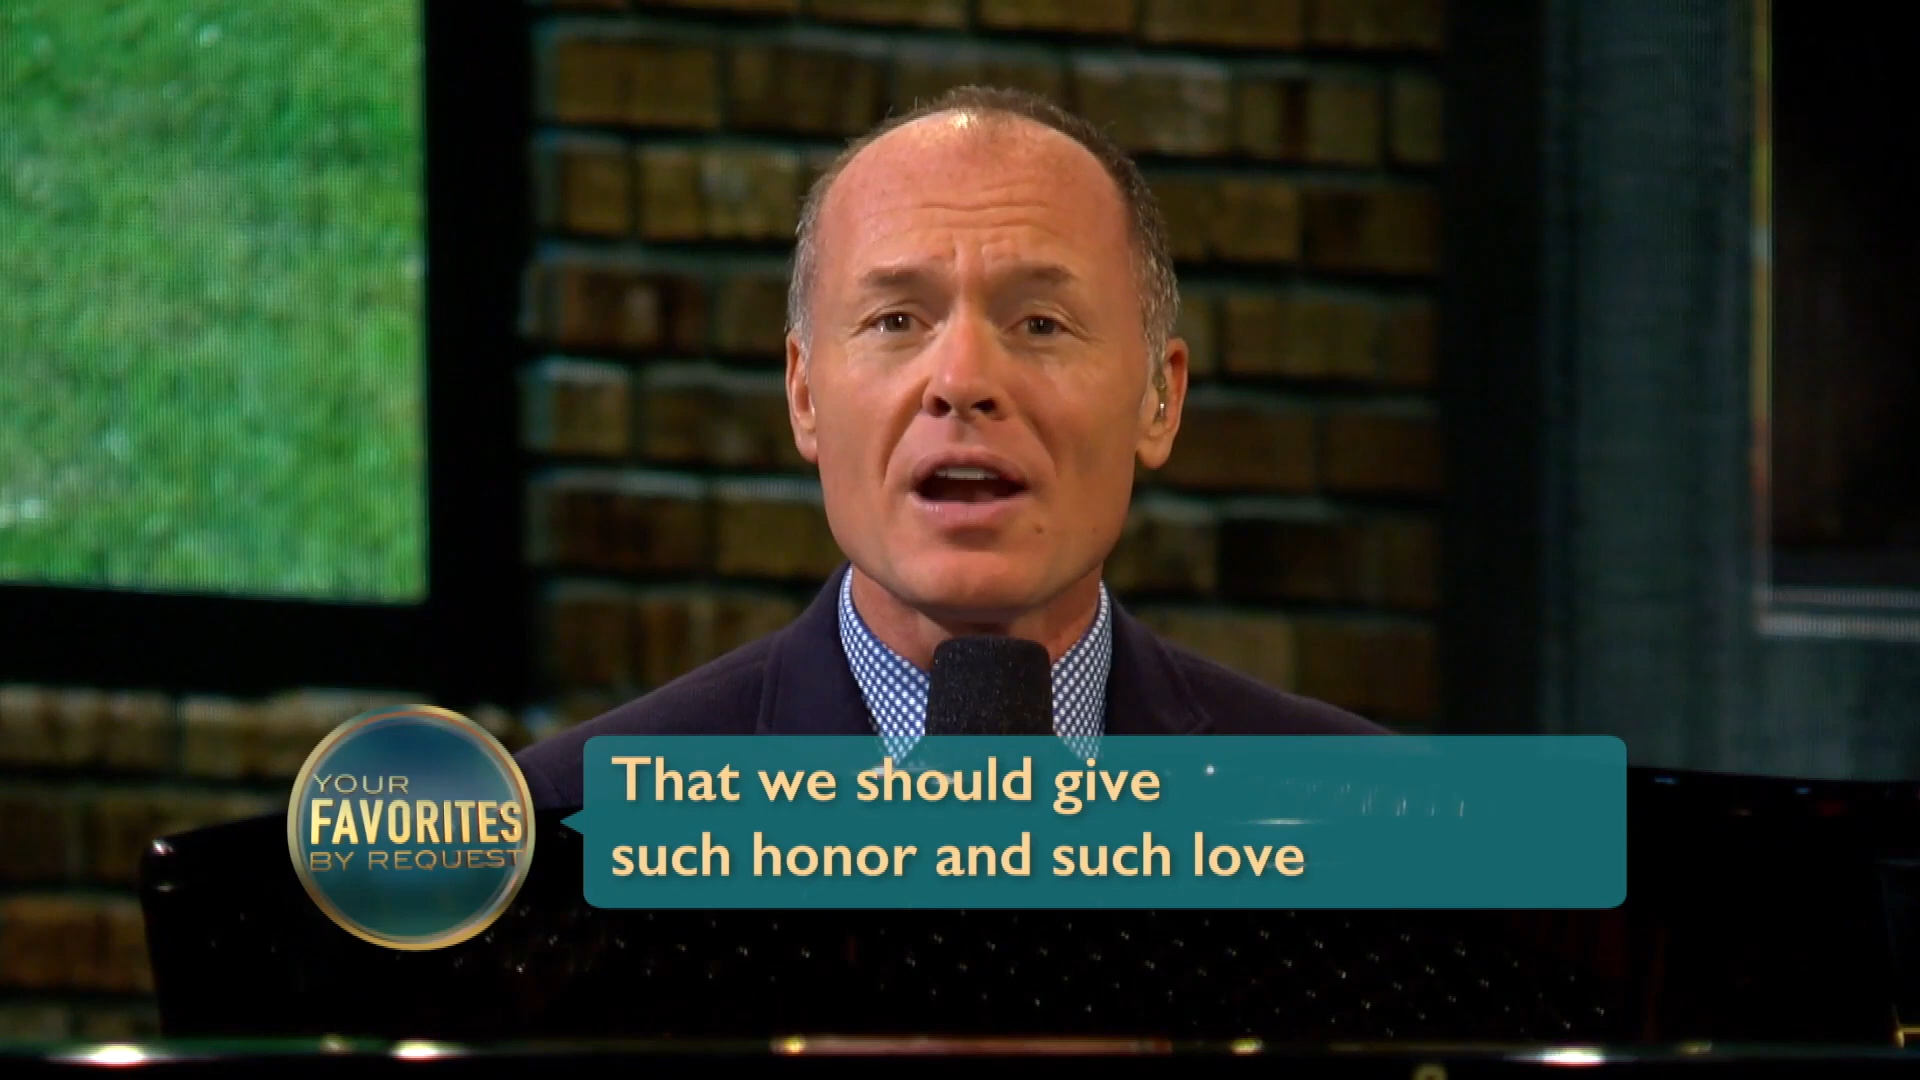 YOUR
FAVORITES
BY REQUEST
That we should give
such honor and such love